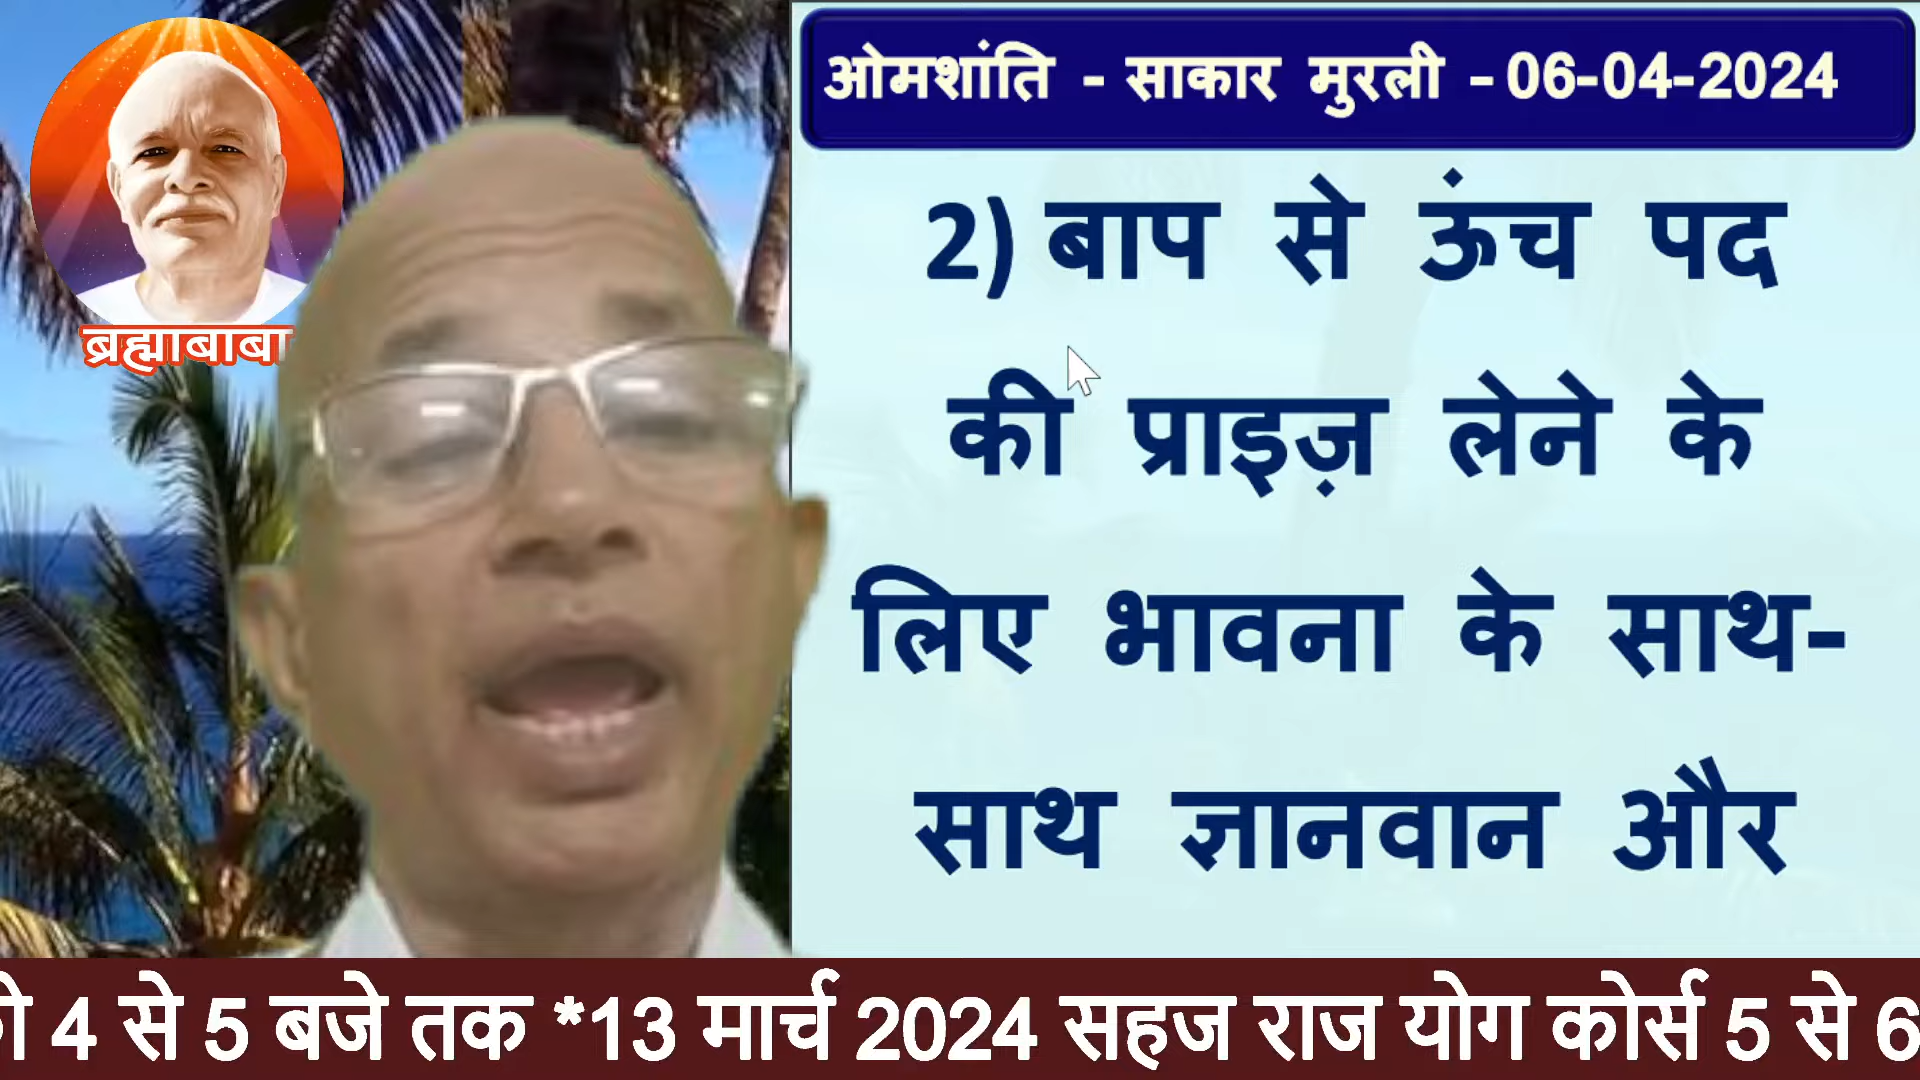 ब्रह्माबाबा
ओमशांति - साकार मुरली - 06-04-2024
2) बाप से ऊंच पद
की प्राइज़ लेने के
लिए भावना के साथ-
साथ ज्ञानवान और
4 से 5 बजे तक *13 मार्च 2024 सहज राज योग कोर्स 5 से 6